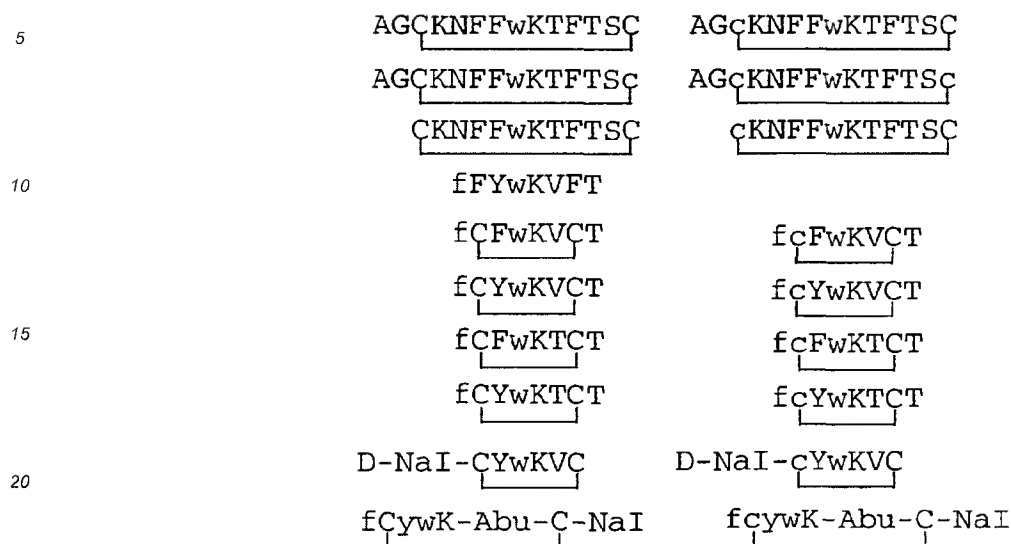 5 AGCKNFFwKTFTSC AGcKNFFwKTFTSC
AGCKNFFwKTFTSc AGcKNFFwKTFTSc
CKNFFwKTFTSC cKNFFwKTFTSC
10 fFYwKVFT
fCFwKVCT fcFwKVCT
fCYwKVCT fcYwKVCT
15 fCFwKTCT fcFwKTCT
fCYwKTCT fcYwKTCT
20 D-NaI-CYwKVC D-NaI-cYwKVC
fCywK-Abu-C-NaI fcywK-Abu-C-NaI